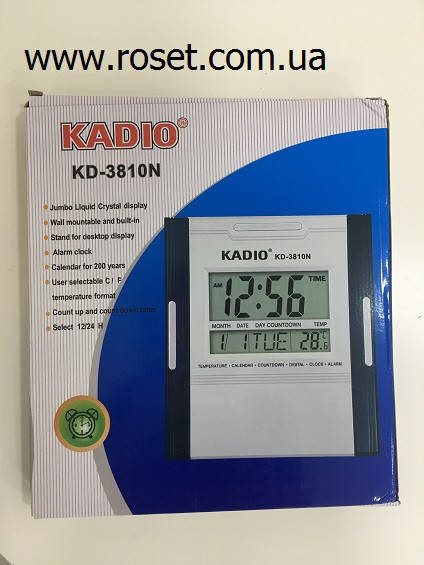 www.roset.com.ua
KADIO®
KD-3810N
Jumbo Liquid Crystal display
Wall mountable and built-in
Stand for desktop display
Alarm clock
Calendar for 200 years
User selectable C / F
temperature format
Count up and count down timer
Select 12/24 H
KADIO® KD-3810N
AM 12:56 TIME
MONTH DATE DAY COUNTDOWN TEMP
1 1 TUE 28.6 °C
TEMPERATURE • CALENDAR • COUNTDOWN • DIGITAL • CLOCK • ALARM